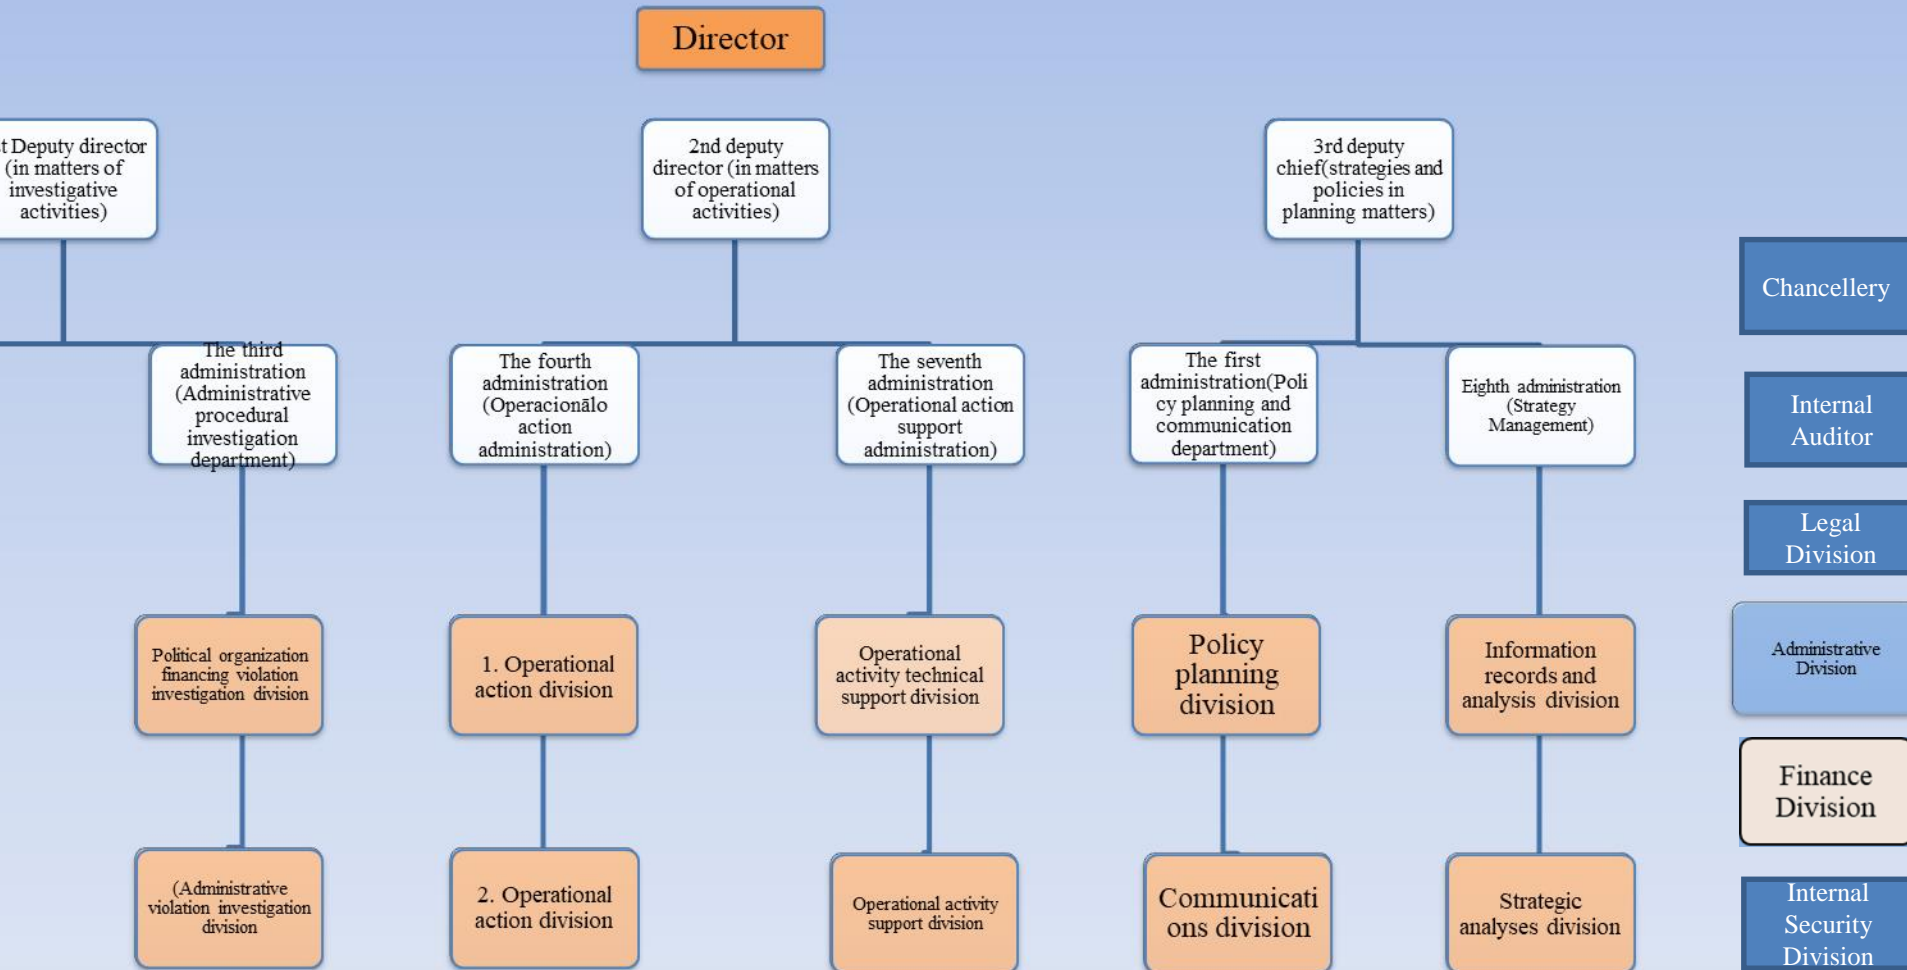 Director
t Deputy director
(in matters of
investigative
activities)
2nd deputy
director (in matters
of operational
activities)
3rd deputy
chief(strategies and
policies in
planning matters)
Chancellery
The third
administration
(Administrative
procedural
investigation
department)
The fourth
administration
(Operacionālo
action
administration)
The seventh
administration
(Operational action
support
administration)
The first
administration(Poli
cy planning and
communication
department)
Eighth administration
(Strategy
Management)
Internal
Auditor
Legal
Division
Political organization
financing violation
investigation division
1. Operational
action division
Operational
activity technical
support division
Policy
planning
division
Information
records and
analysis division
Administrative
Division
Finance
Division
(Administrative
violation investigation
division
2. Operational
action division
Operational activity
support division
Communicati
ons division
Strategic
analyses division
Internal
Security
Division